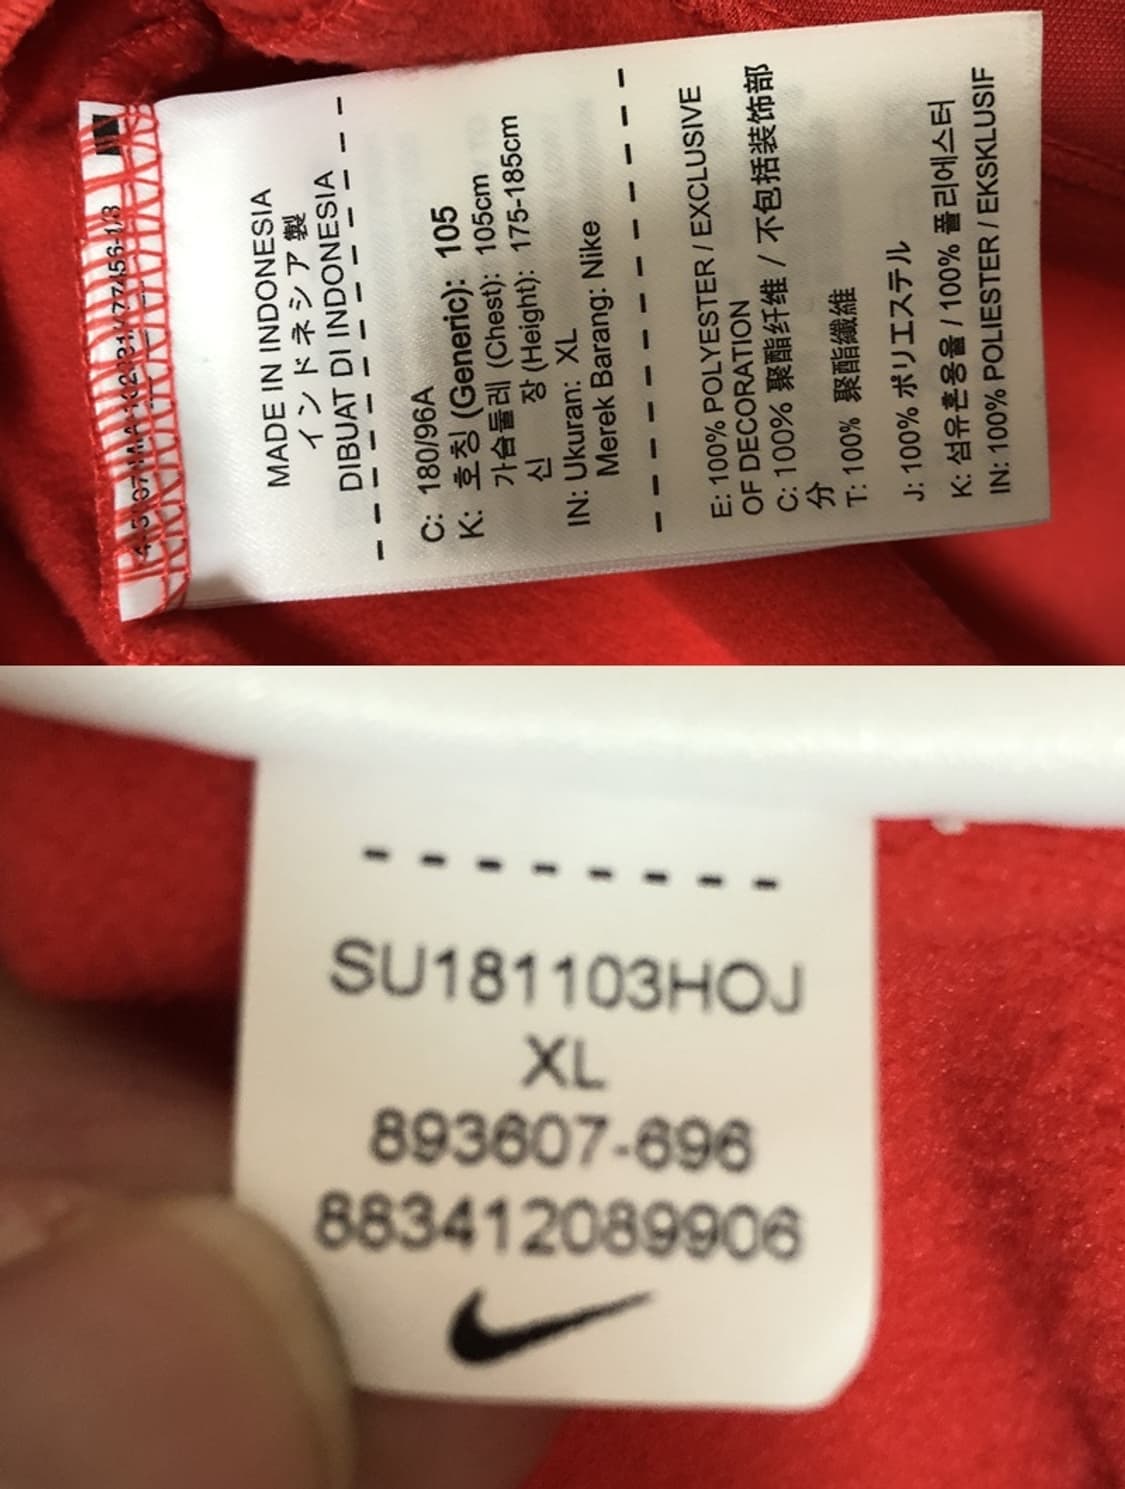 MADE IN INDONESIA
インドネシア製
DIBUAT DI INDONESIA
C: 180/96A
K: 호칭 (Generic): 105
가슴둘레 (Chest): 105cm
신 장 (Height): 175-185cm
IN: Ukuran: XL
Merek Barang: Nike
E: 100% POLYESTER / EXCLUSIVE
OF DECORATION
C: 100% 聚酯纤维 / 不包括装饰部
分
T: 100% 聚酯纖維
J: 100% ポリエステル
K: 섬유혼용율 / 100% 폴리에스터
IN: 100% POLIESTER / EKSKLUSIF
SU181103HOJ
XL
893607-696
883412089906